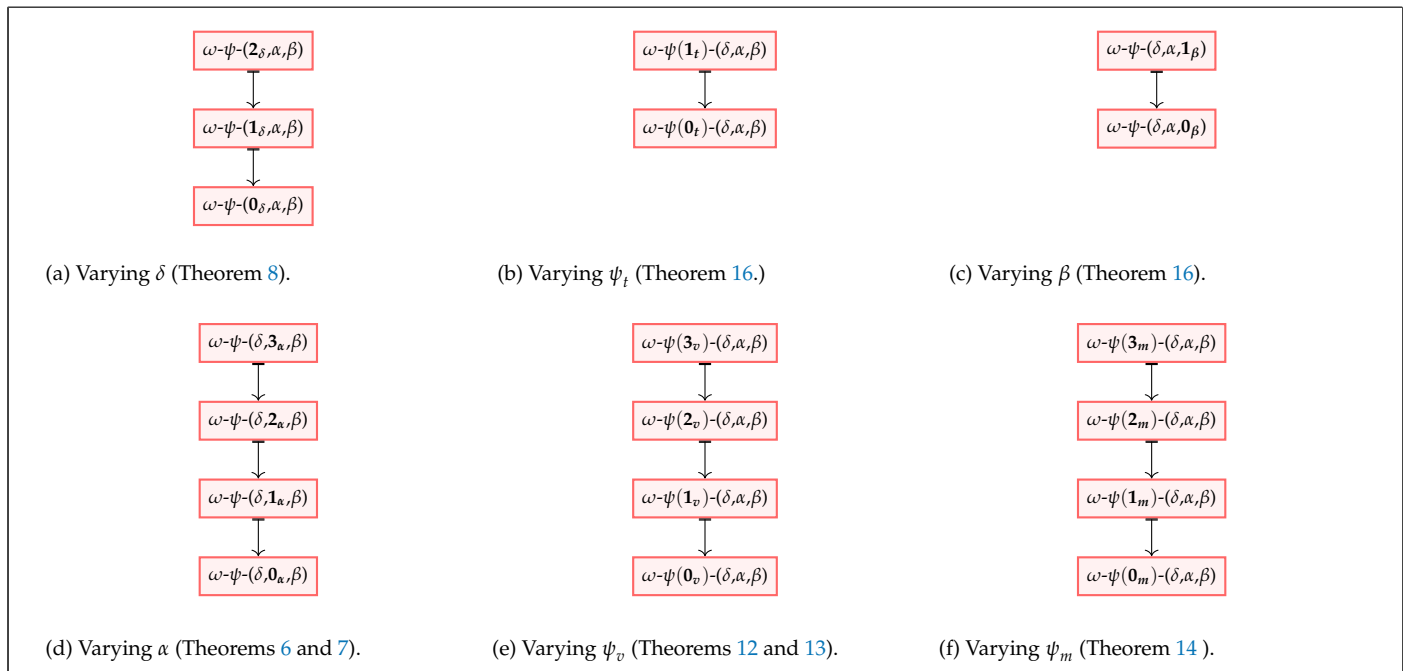 ω-ψ-(2_δ,α,β)
ω-ψ-(1_δ,α,β)
ω-ψ-(0_δ,α,β)
(a) Varying δ (Theorem 8).
ω-ψ(1_t)-(δ,α,β)
ω-ψ(0_t)-(δ,α,β)
(b) Varying ψ_t (Theorem 16.)
ω-ψ-(δ,α,1_β)
ω-ψ-(δ,α,0_β)
(c) Varying β (Theorem 16).
ω-ψ-(δ,3_α,β)
ω-ψ-(δ,2_α,β)
ω-ψ-(δ,1_α,β)
ω-ψ-(δ,0_α,β)
(d) Varying α (Theorems 6 and 7).
ω-ψ(3_v)-(δ,α,β)
ω-ψ(2_v)-(δ,α,β)
ω-ψ(1_v)-(δ,α,β)
ω-ψ(0_v)-(δ,α,β)
(e) Varying ψ_v (Theorems 12 and 13).
ω-ψ(3_m)-(δ,α,β)
ω-ψ(2_m)-(δ,α,β)
ω-ψ(1_m)-(δ,α,β)
ω-ψ(0_m)-(δ,α,β)
(f) Varying ψ_m (Theorem 14 ).